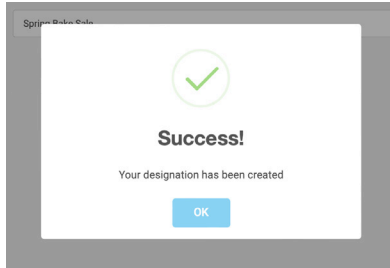 Spring Bake Sale
Success!
Your designation has been created
OK